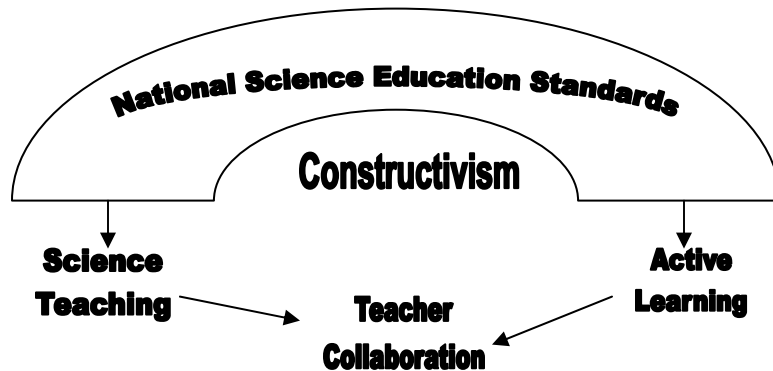 National Science Education Standards
Constructivism
Science
Teaching
Active
Learning
Teacher
Collaboration